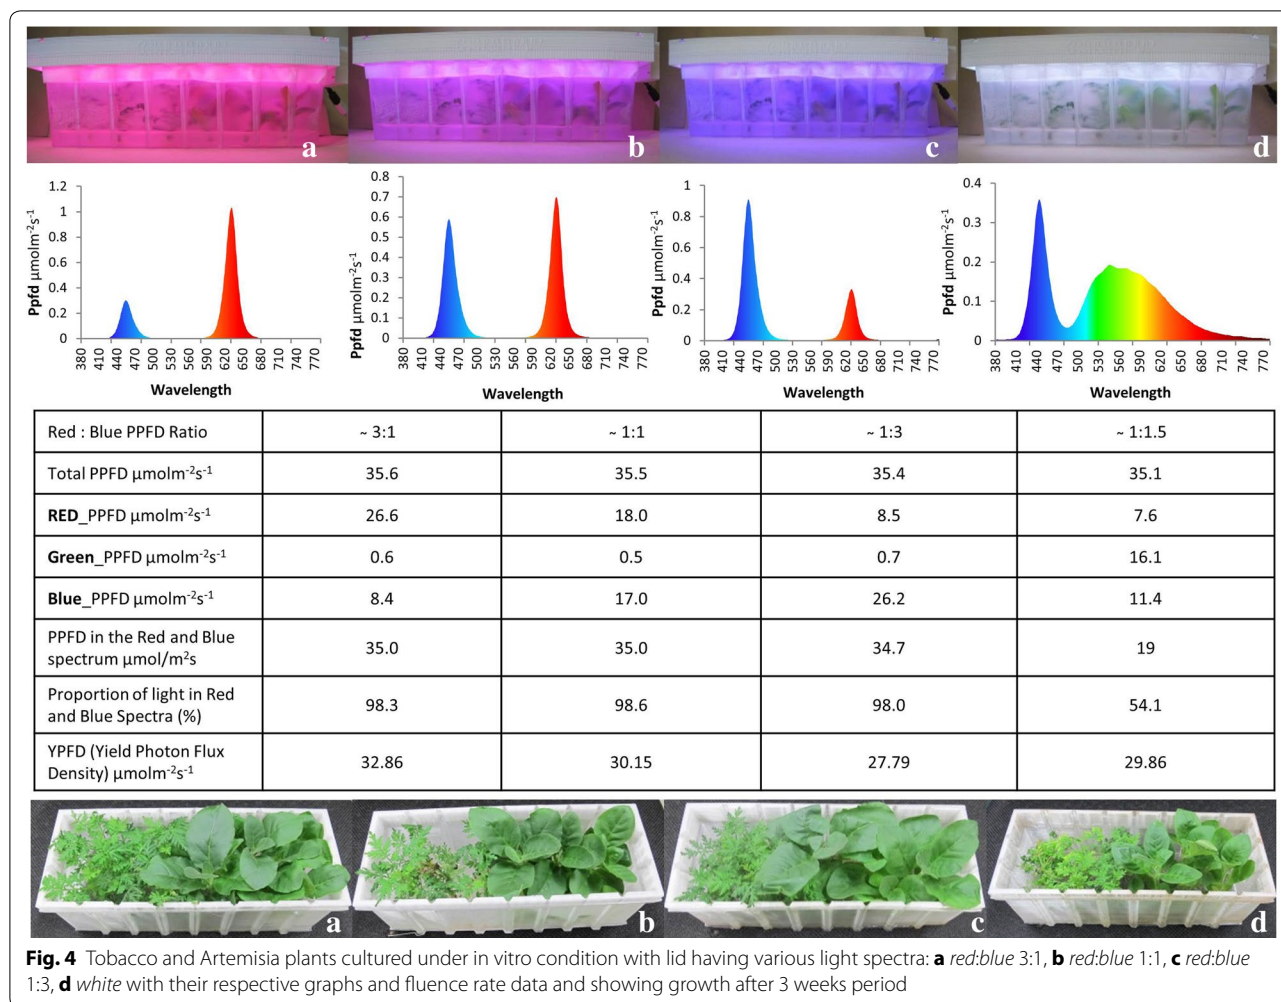 a b c d
1.2
1
0.8
0.6
0.4
0.2
0
Ppfd µmolm-2s-1
380 410 440 470 500 530 560 590 620 650 680 710 740 770
Wavelength
0.8
0.7
0.6
0.5
0.4
0.3
0.2
0.1
0
Ppfd µmolm-2s-1
380 410 440 470 500 530 560 590 620 650 680 710 740 770
Wavelength
1
0.8
0.6
0.4
0.2
0
Ppfd µmolm-2s-1
380 410 440 470 500 530 560 590 620 650 680 710 740 770
Wavelength
0.4
0.3
0.2
0.1
0
Ppfd µmolm-2s-1
380 410 440 470 500 530 560 590 620 650 680 710 740 770
Wavelength
Red : Blue PPFD Ratio ~ 3:1 ~ 1:1 ~ 1:3 ~ 1:1.5
Total PPFD µmolm-2s-1 35.6 35.5 35.4 35.1
RED_PPFD µmolm-2s-1 26.6 18.0 8.5 7.6
Green_PPFD µmolm-2s-1 0.6 0.5 0.7 16.1
Blue_PPFD µmolm-2s-1 8.4 17.0 26.2 11.4
PPFD in the Red and Blue
spectrum µmol/m2s 35.0 35.0 34.7 19
Proportion of light in Red
and Blue Spectra (%) 98.3 98.6 98.0 54.1
YPFD (Yield Photon Flux
Density) µmolm-2s-1 32.86 30.15 27.79 29.86
a b c d
Fig. 4 Tobacco and Artemisia plants cultured under in vitro condition with lid having various light spectra: a red:blue 3:1, b red:blue 1:1, c red:blue
1:3, d white with their respective graphs and fluence rate data and showing growth after 3 weeks period